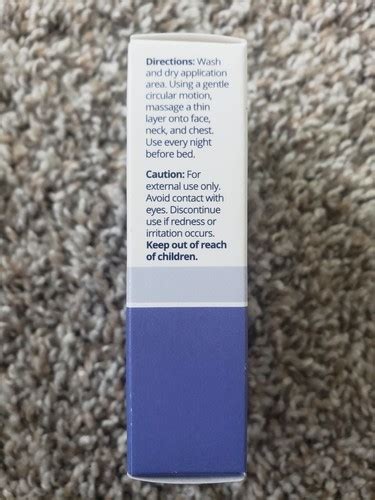 Directions: Wash
and dry application
area. Using a gentle
circular motion,
massage a thin
layer onto face,
neck, and chest.
Use every night
before bed.
Caution: For
external use only.
Avoid contact with
eyes. Discontinue
use if redness or
irritation occurs.
Keep out of reach
of children.